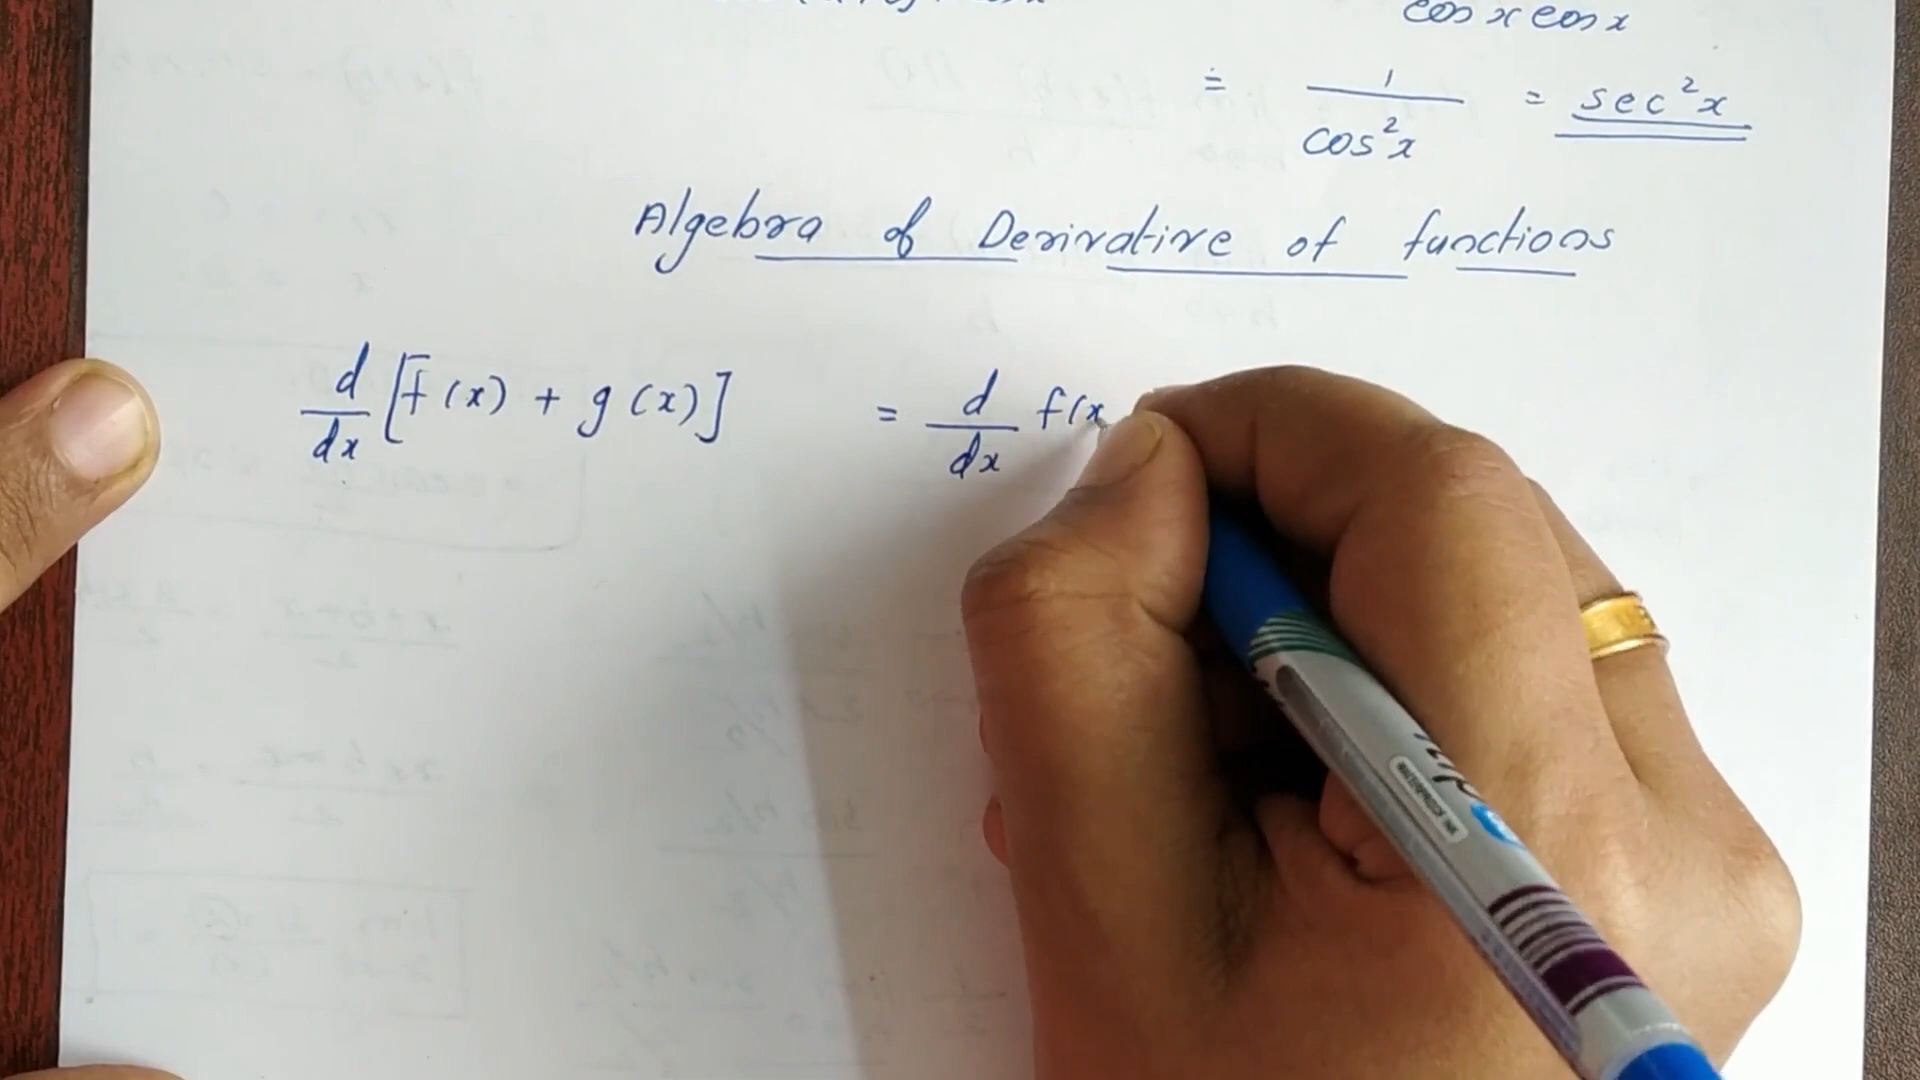 cos x cos x
= 1/cos²x = sec²x
Algebra of Derivative of functions
d/dx [f(x) + g(x)] = d/dx f(x